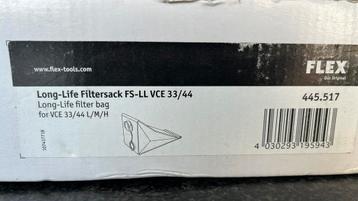 www.flex-tools.com
FLEX
Das Original
Long-Life Filtersack FS-LL VCE 33/44
445.517
Long-Life filter bag
for VCE 33/44 L/M/H
4 030293 195943